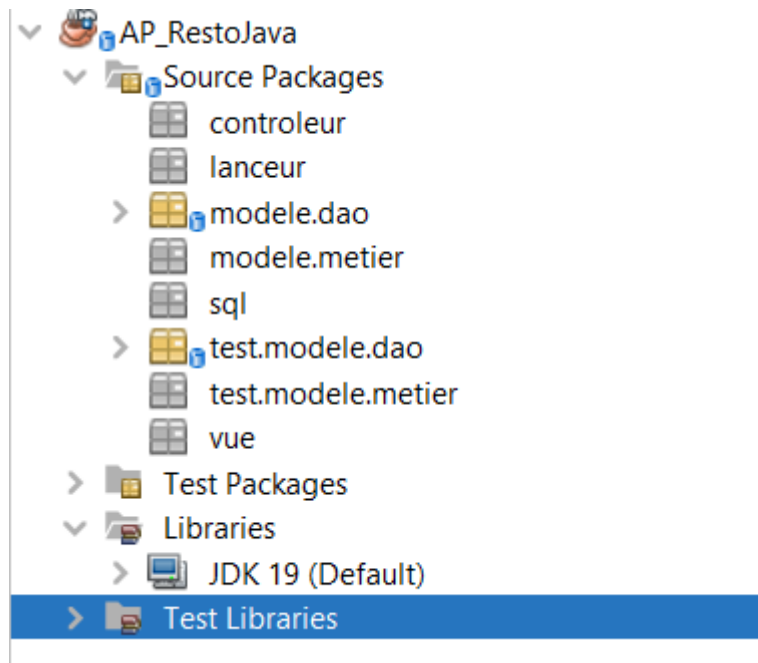 AP_RestoJava
Source Packages
controleur
lanceur
modele.dao
modele.metier
sql
test.modele.dao
test.modele.metier
vue
Test Packages
Libraries
JDK 19 (Default)
Test Libraries